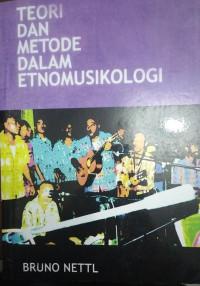 TEORI
DAN
METODE
DALAM
ETNOMUSIKOLOGI
BRUNO NETTL